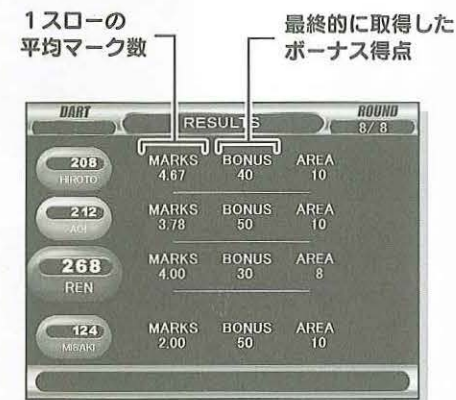 1スローの
平均マーク数
最終的に取得した
ボーナス得点
DART
RESULTS
ROUND
8/ 8
208
HIROTO
MARKS BONUS AREA
4.67 40 10
212
AOI
MARKS BONUS AREA
3.78 50 10
268
REN
MARKS BONUS AREA
4.00 30 8
124
MISAKI
MARKS BONUS AREA
2.00 50 10